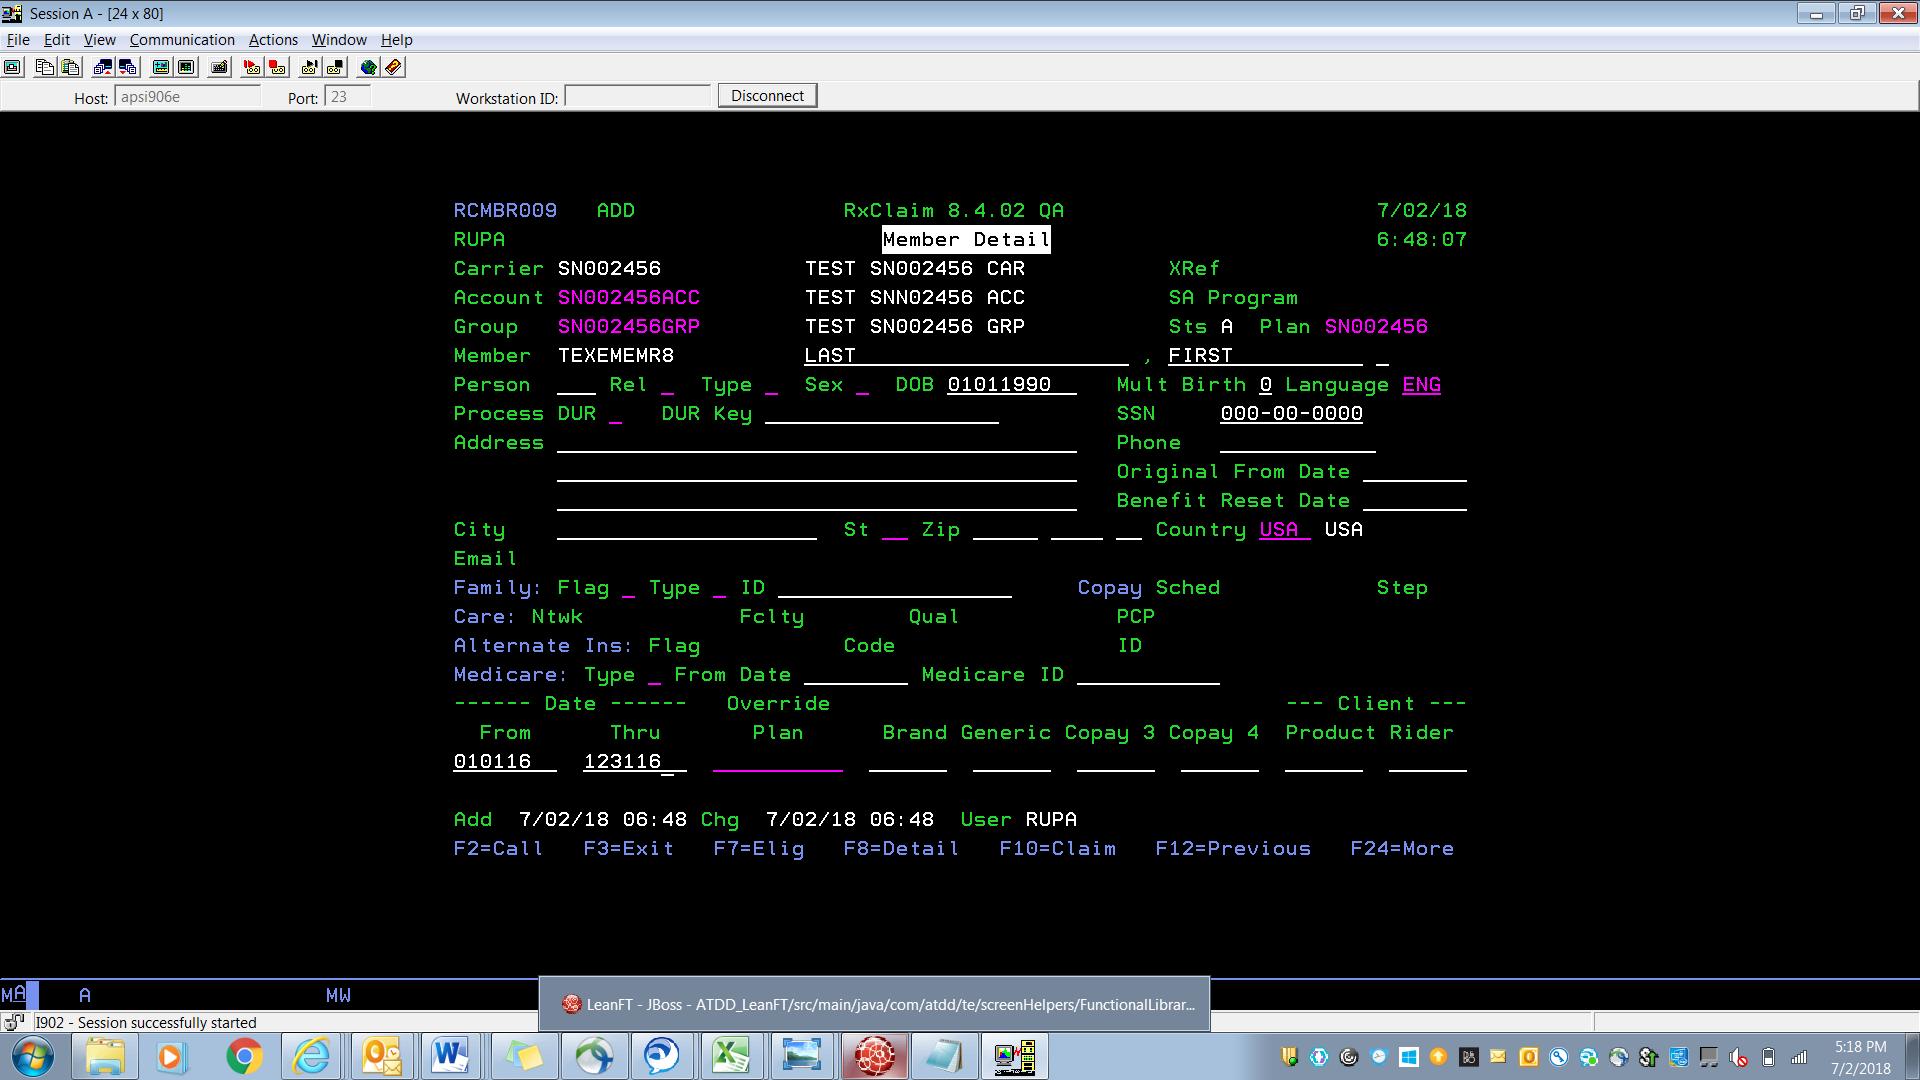 Session A - [24 x 80]
File Edit View Communication Actions Window Help
Host: apsi906e Port: 23 Workstation ID: Disconnect
RCMBR009 ADD RxClaim 8.4.02 QA 7/02/18
RUPA Member Detail 6:48:07
Carrier SN002456 TEST SN002456 CAR XRef
Account SN002456ACC TEST SNN02456 ACC SA Program
Group SN002456GRP TEST SN002456 GRP Sts A Plan SN002456
Member TEXEMEMR8 LAST , FIRST
Person Rel Type Sex DOB 01011990 Mult Birth 0 Language ENG
Process DUR DUR Key SSN 000-00-0000
Address Phone
Original From Date
Benefit Reset Date
City St Zip Country USA USA
Email
Family: Flag Type ID Copay Sched Step
Care: Ntwk Fclty Qual PCP
Alternate Ins: Flag Code ID
Medicare: Type From Date Medicare ID
------ Date ------ Override --- Client ---
From Thru Plan Brand Generic Copay 3 Copay 4 Product Rider
010116 123116
Add 7/02/18 06:48 Chg 7/02/18 06:48 User RUPA
F2=Call F3=Exit F7=Elig F8=Detail F10=Claim F12=Previous F24=More
MA A MW
LeanFT - JBoss - ATDD_LeanFT/src/main/java/com/atdd/te/screenHelpers/FunctionalLibrar...
I902 - Session successfully started
5:18 PM
7/2/2018